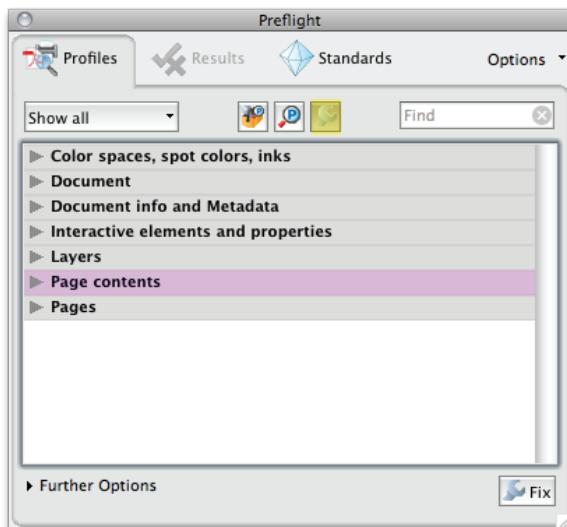 Preflight
Profiles Results Standards Options
Show all Find
Color spaces, spot colors, inks
Document
Document info and Metadata
Interactive elements and properties
Layers
Page contents
Pages
Further Options Fix